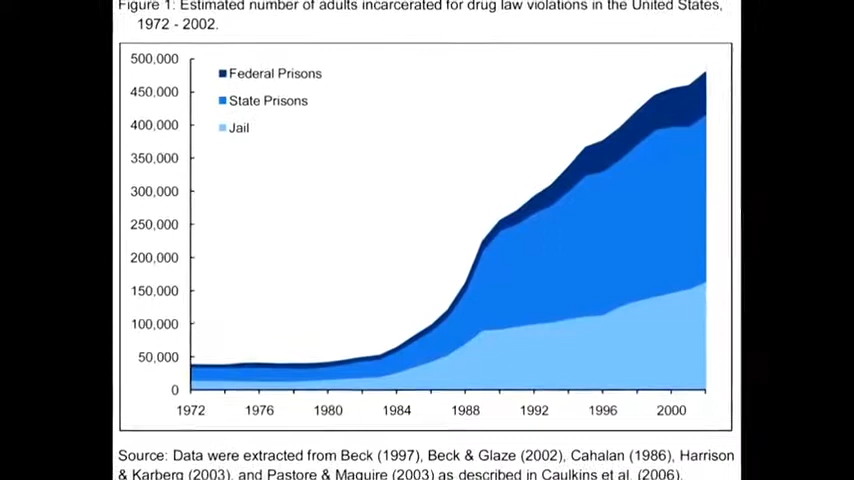 Figure 1: Estimated number of adults incarcerated for drug law violations in the United States,
1972 - 2002.
500,000
450,000
400,000
350,000
300,000
250,000
200,000
150,000
100,000
50,000
0
Federal Prisons
State Prisons
Jail
1972 1976 1980 1984 1988 1992 1996 2000
Source: Data were extracted from Beck (1997), Beck & Glaze (2002), Cahalan (1986), Harrison
& Karberg (2003), and Pastore & Maguire (2003) as described in Caulkins et al. (2006).